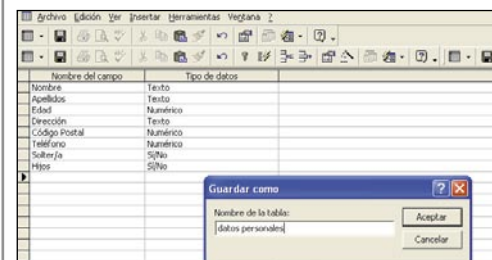 Archivo Edición Ver Insertar Herramientas Ventana ?
Nombre del campo Tipo de datos
Nombre Texto
Apellidos Texto
Edad Numérico
Dirección Texto
Código Postal Numérico
Teléfono Numérico
Solter/a Sí/No
Hijos Sí/No
Guardar como
Nombre de la tabla:
datos personales
Aceptar
Cancelar